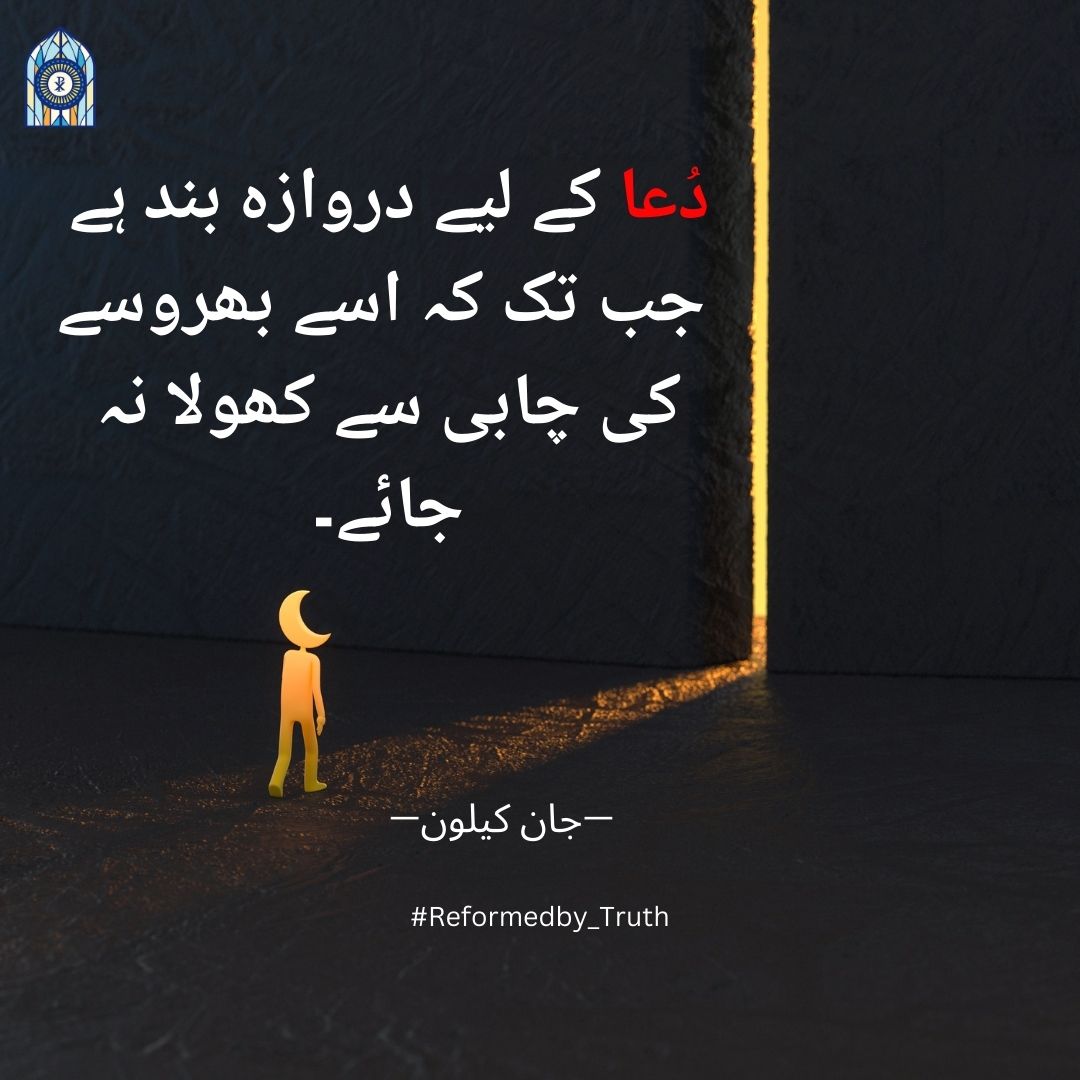 دُعا کے لیے دروازہ بند ہے
جب تک کہ اسے بھروسے
کی چابی سے کھولا نہ
جائے۔
—جان کیلون—
#Reformedby_Truth